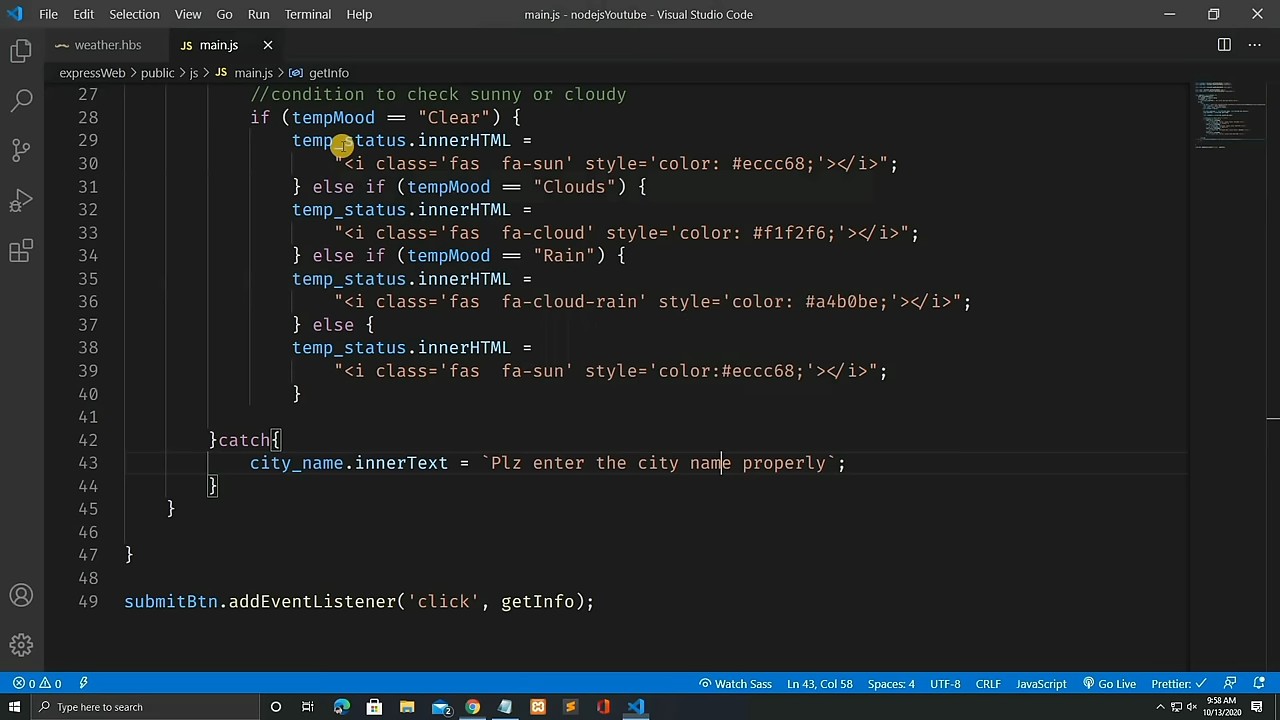 File Edit Selection View Go Run Terminal Help main.js - nodejsYoutube - Visual Studio Code
weather.hbs JS main.js
expressWeb > public > js > JS main.js > getInfo
27 //condition to check sunny or cloudy
28 if (tempMood == "Clear") {
29 temp_status.innerHTML =
30 "<i class='fas  fa-sun' style='color: #eccc68;'></i>";
31 } else if (tempMood == "Clouds") {
32 temp_status.innerHTML =
33 "<i class='fas  fa-cloud' style='color: #f1f2f6;'></i>";
34 } else if (tempMood == "Rain") {
35 temp_status.innerHTML =
36 "<i class='fas  fa-cloud-rain' style='color: #a4b0be;'></i>";
37 } else {
38 temp_status.innerHTML =
39 "<i class='fas  fa-sun' style='color:#eccc68;'></i>";
40 }
41
42 }catch{
43 city_name.innerText = `Plz enter the city name properly`;
44 }
45 }
46
47 }
48
49 submitBtn.addEventListener('click', getInfo);
0 0 Watch Sass Ln 43, Col 58 Spaces: 4 UTF-8 CRLF JavaScript Go Live Prettier: ✓
Type here to search 2 9:58 AM
10/13/2020